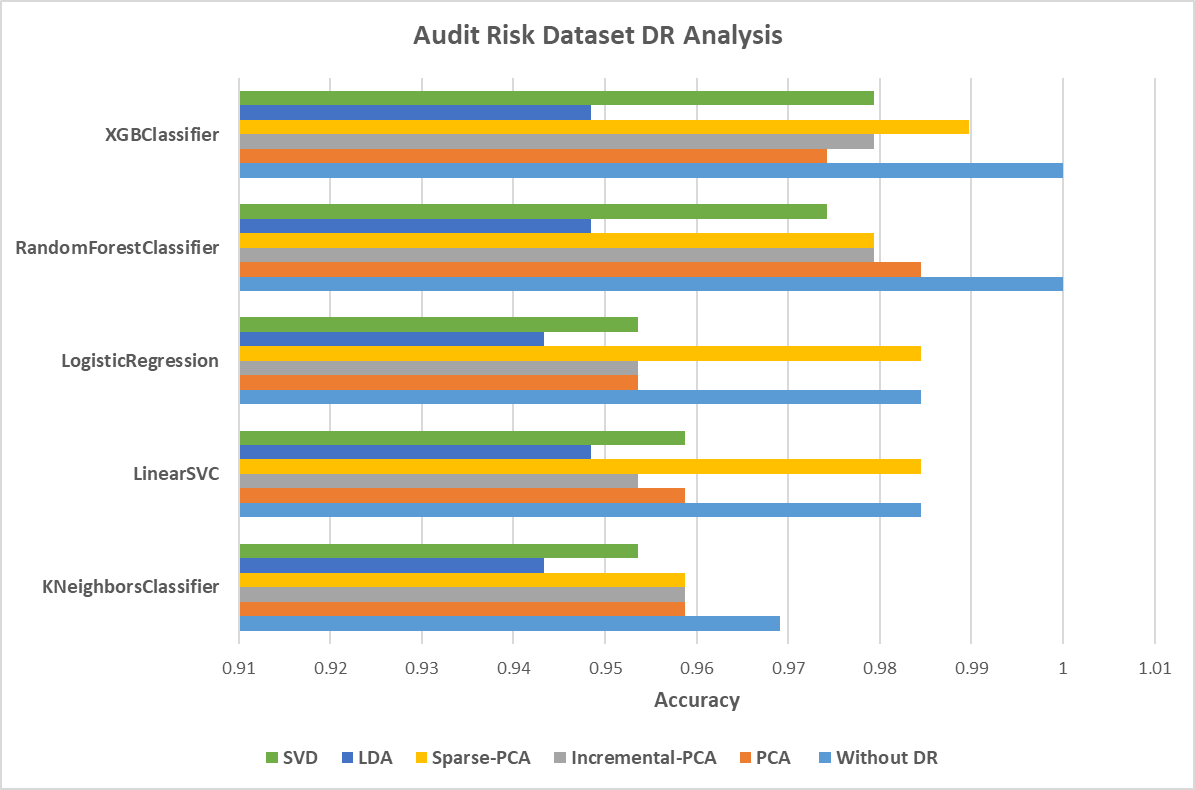 Audit Risk Dataset DR Analysis
XGBClassifier
RandomForestClassifier
LogisticRegression
LinearSVC
KNeighborsClassifier
0.91 0.92 0.93 0.94 0.95 0.96 0.97 0.98 0.99 1 1.01
Accuracy
SVD LDA Sparse-PCA Incremental-PCA PCA Without DR